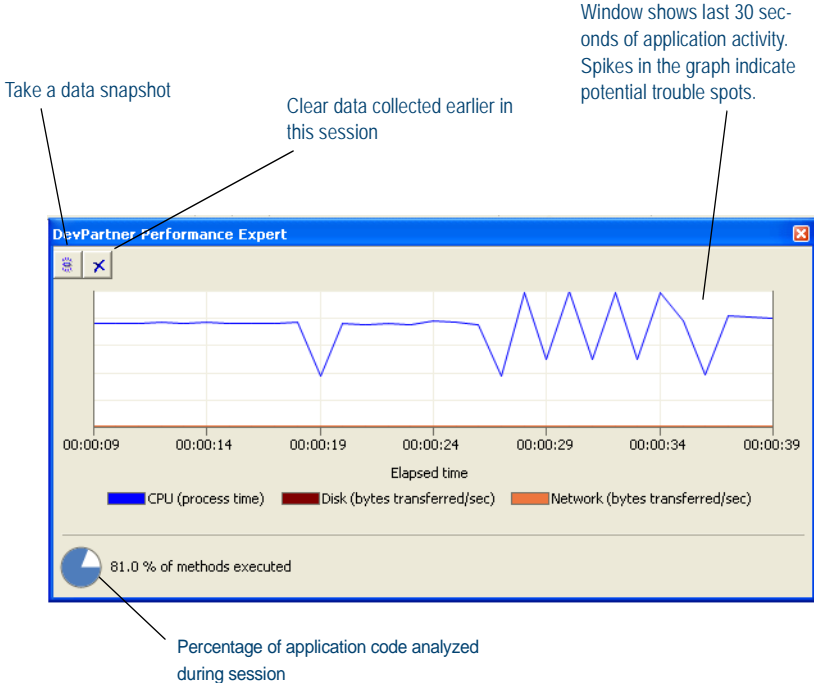 Window shows last 30 sec-
onds of application activity.
Spikes in the graph indicate
potential trouble spots.
Take a data snapshot
Clear data collected earlier in
this session
DevPartner Performance Expert
00:00:09 00:00:14 00:00:19 00:00:24 00:00:29 00:00:34 00:00:39
Elapsed time
CPU (process time) Disk (bytes transferred/sec) Network (bytes transferred/sec)
81.0 % of methods executed
Percentage of application code analyzed
during session